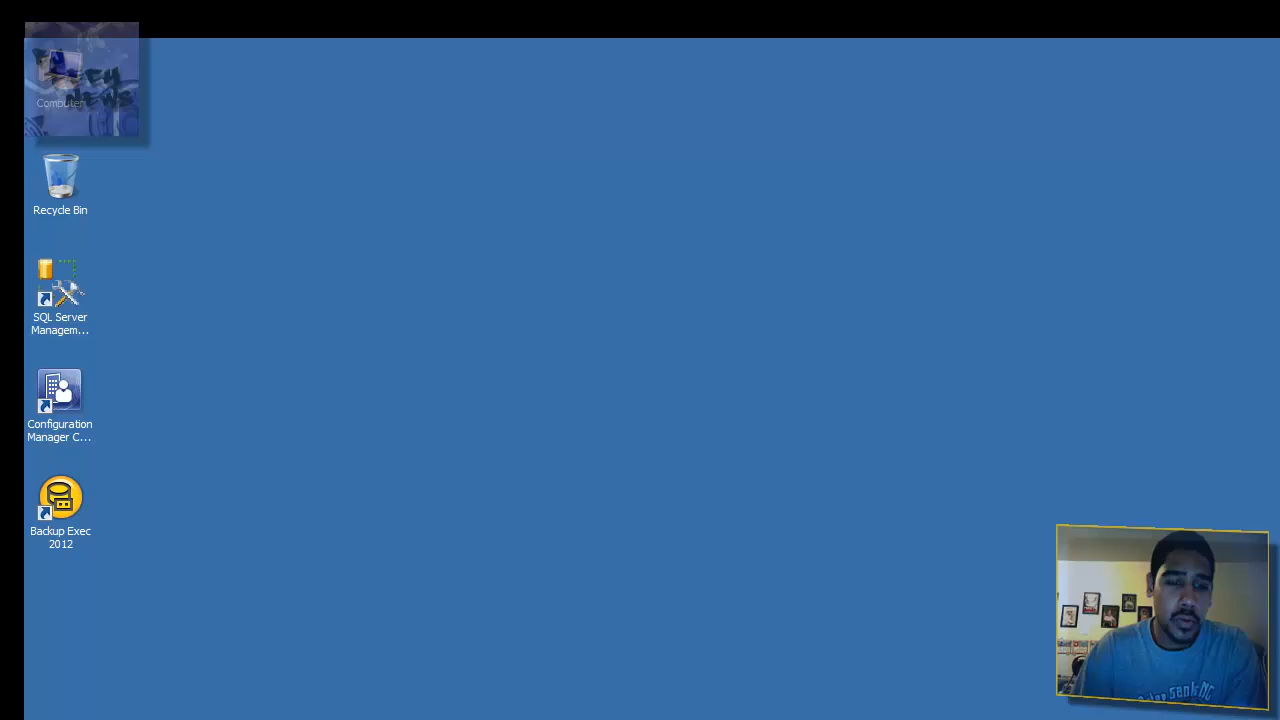 Computer
Recycle Bin
SQL Server
Managem...
Configuration
Manager C...
Backup Exec
2012